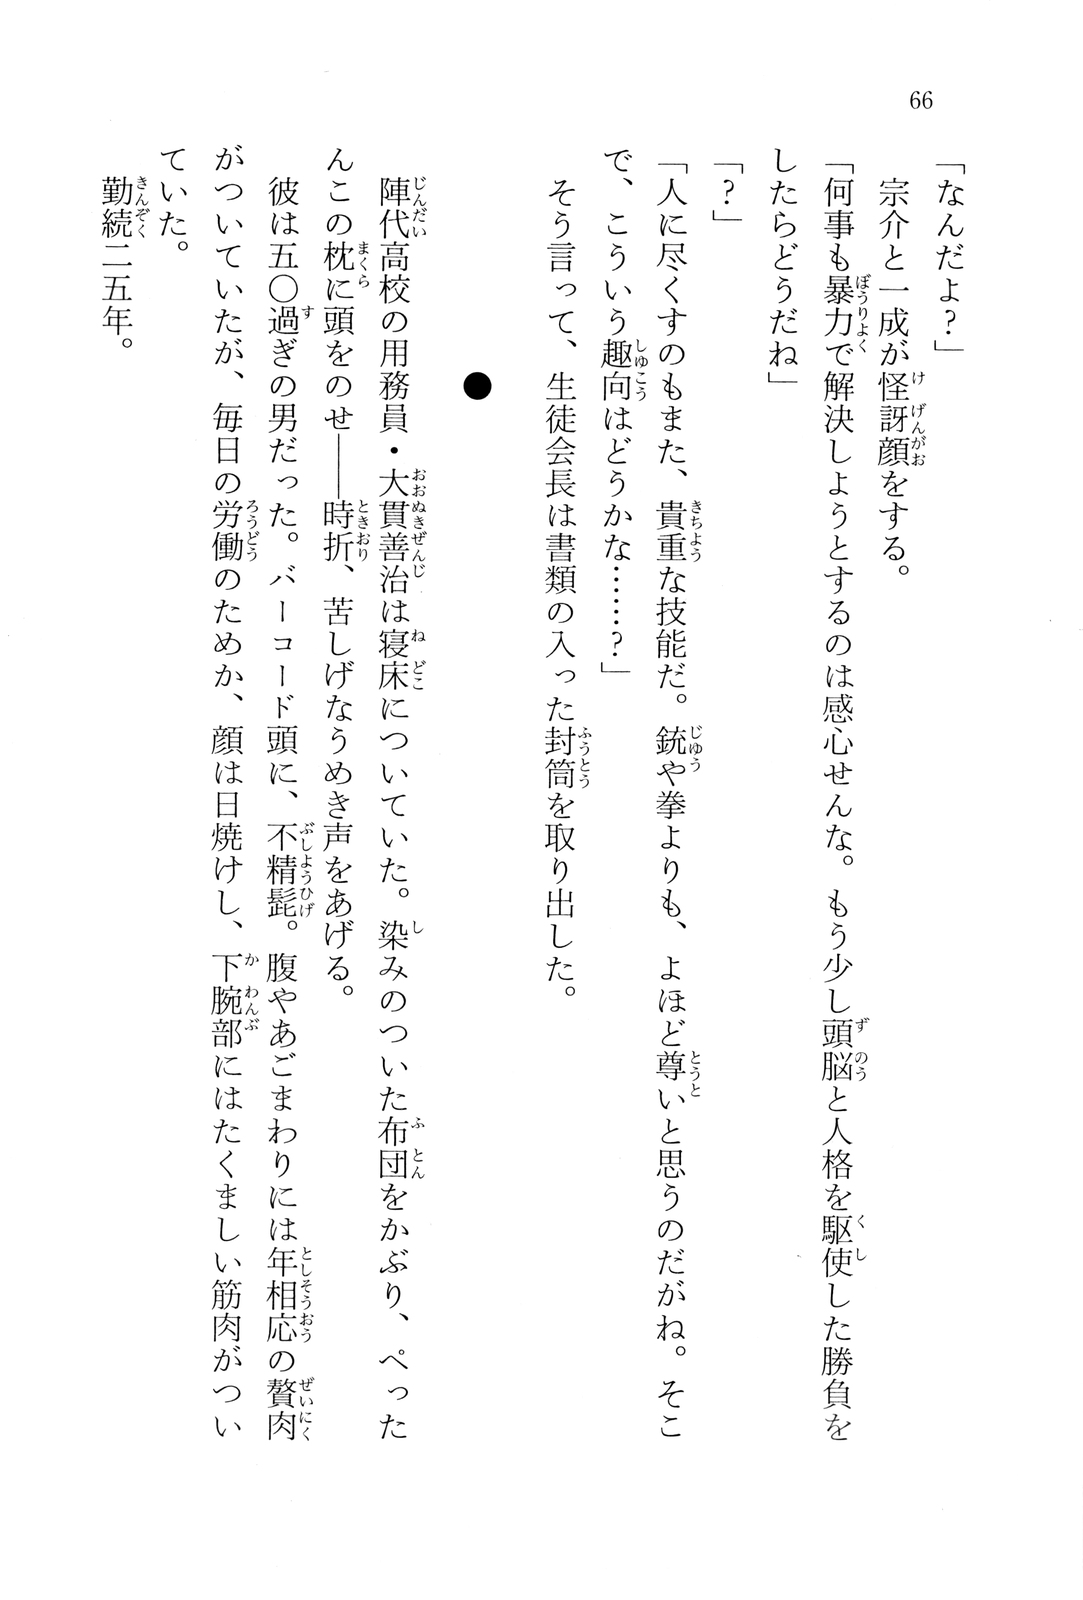 66
「なんだよ?」
宗介と一成が怪訝顔をする。
「何事も暴力で解決しようとするのは感心せんな。もう少し頭脳と人格を駆使した勝負を
したらどうだね」
「?」
「人に尽くすのもまた、貴重な技能だ。銃や拳よりも、よほど尊いと思うのだがね。そこ
で、こういう趣向はどうかな……?」
そう言って、生徒会長は書類の入った封筒を取り出した。
●
陣代高校の用務員・大貫善治は寝床についていた。染みのついた布団をかぶり、ぺった
んこの枕に頭をのせ――時折、苦しげなうめき声をあげる。
彼は五〇過ぎの男だった。バーコード頭に、不精髭。腹やあごまわりには年相応の贅肉
がついていたが、毎日の労働のためか、顔は日焼けし、下腕部にはたくましい筋肉がつい
ていた。
勤続二五年。